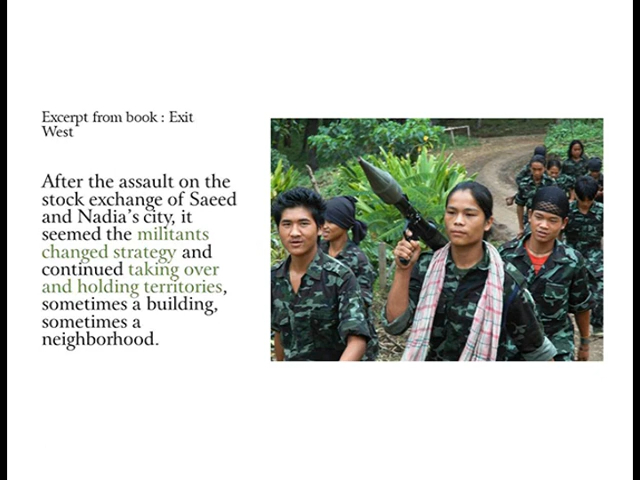 Excerpt from book : Exit
West
After the assault on the
stock exchange of Saeed
and Nadia’s city, it
seemed the militants
changed strategy and
continued taking over
and holding territories,
sometimes a building,
sometimes a
neighborhood.